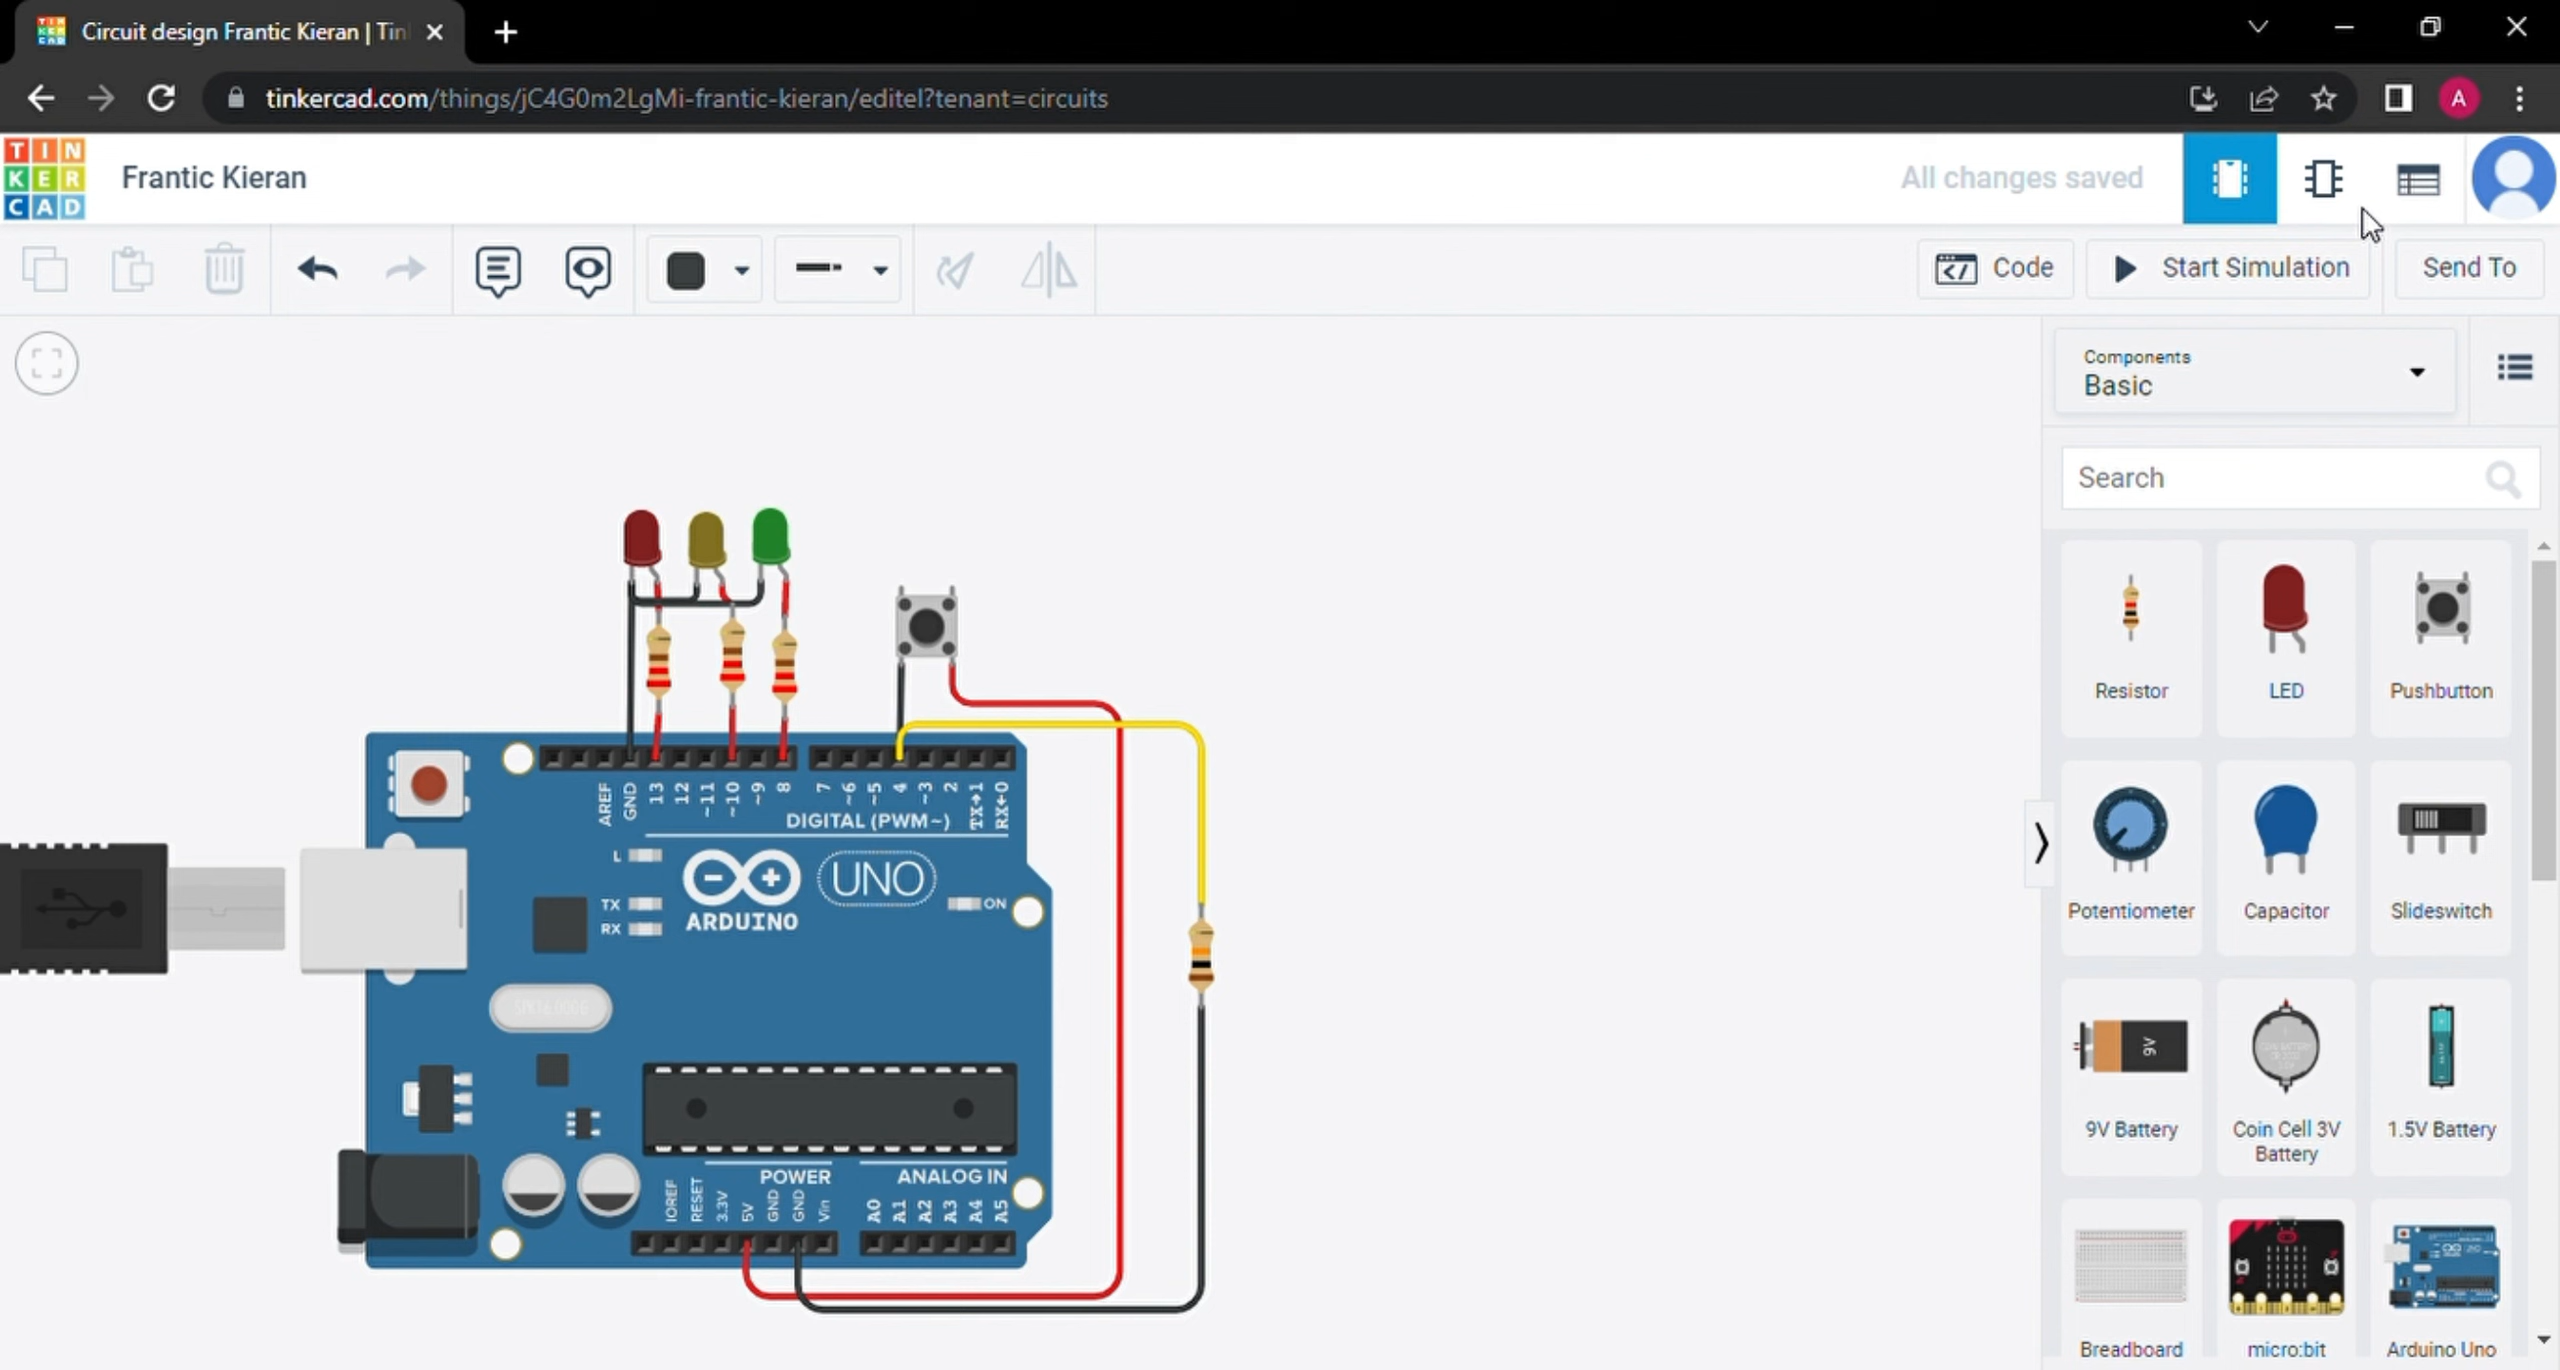 Circuit design Frantic Kieran | Tin
tinkercad.com/things/jC4G0m2LgMi-frantic-kieran/editel?tenant=circuits
A
TIN
KER
CAD
Frantic Kieran
All changes saved
Code
Start Simulation
Send To
Components
Basic
Search
Resistor
LED
Pushbutton
Potentiometer
Capacitor
Slideswitch
9V
9V Battery
Coin Cell 3V
Battery
1.5V Battery
Breadboard
micro:bit
Arduino Uno
AREF
GND
13
12
~11
~10
~9
8
7
~6
~5
4
~3
2
TX→1
RX←0
DIGITAL (PWM~)
L
TX
RX
ARDUINO
UNO
ON
POWER
ANALOG IN
IOREF
RESET
3.3V
5V
GND
GND
Vin
A0
A1
A2
A3
A4
A5